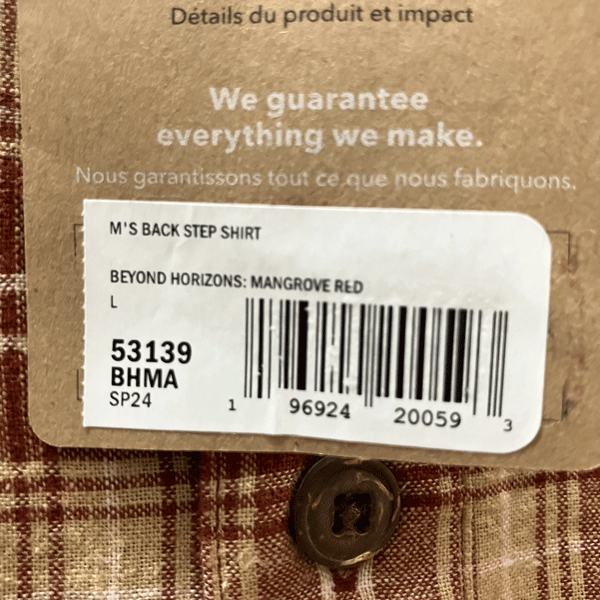 Détails du produit et impact
We guarantee
everything we make.
Nous garantissons tout ce que nous fabriquons.
M'S BACK STEP SHIRT
BEYOND HORIZONS: MANGROVE RED
L
53139
BHMA
SP24
1 96924 20059 3